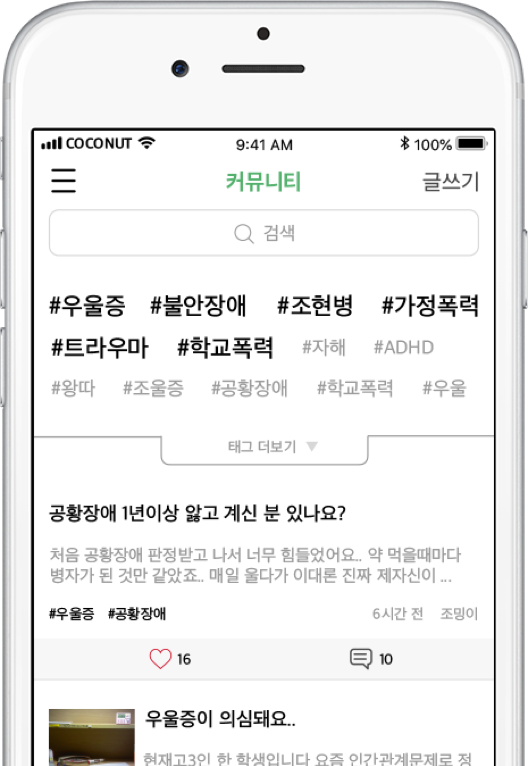 COCONUT 9:41 AM 100%
커뮤니티 글쓰기
검색
#우울증 #불안장애 #조현병 #가정폭력
#트라우마 #학교폭력 #자해 #ADHD
#왕따 #조울증 #공황장애 #학교폭력 #우울
태그 더보기
공황장애 1년이상 앓고 계신 분 있나요?
처음 공황장애 판정받고 나서 너무 힘들었어요.. 약 먹을때마다
병자가 된 것만 같았죠.. 매일 울다가 이대론 진짜 제자신이 ...
#우울증 #공황장애 6시간 전 조밍이
16 10
우울증이 의심돼요..
현재고3인 한 학생입니다 요즘 인간관계문제로 정